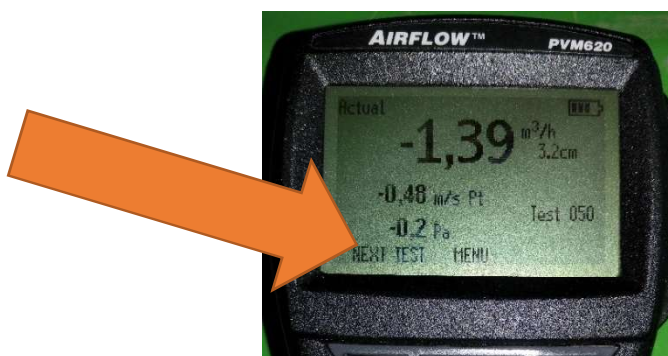 AIRFLOW™ PVM620
Actual
-1,39 m³/h
3.2cm
-0,48 m/s Pt
Test 050
-0.2 Pa
NEXT TEST MENU